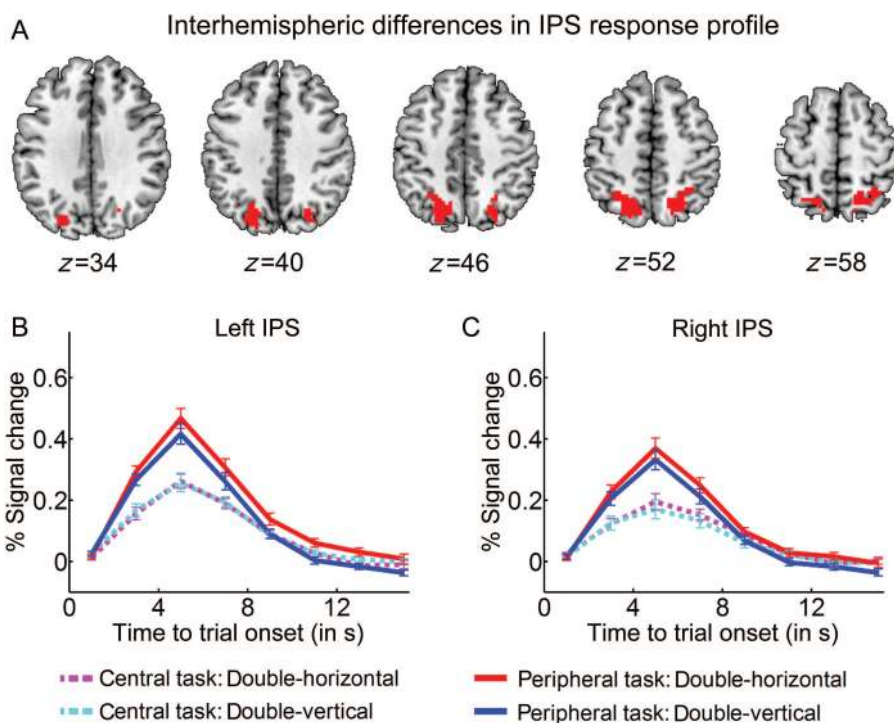 A
Interhemispheric differences in IPS response profile
z=34
z=40
z=46
z=52
z=58
B
Left IPS
% Signal change
0.6
0.4
0.2
0
0
4
8
12
Time to trial onset (in s)
C
Right IPS
% Signal change
0.6
0.4
0.2
0
0
4
8
12
Time to trial onset (in s)
Central task: Double-horizontal
Central task: Double-vertical
Peripheral task: Double-horizontal
Peripheral task: Double-vertical